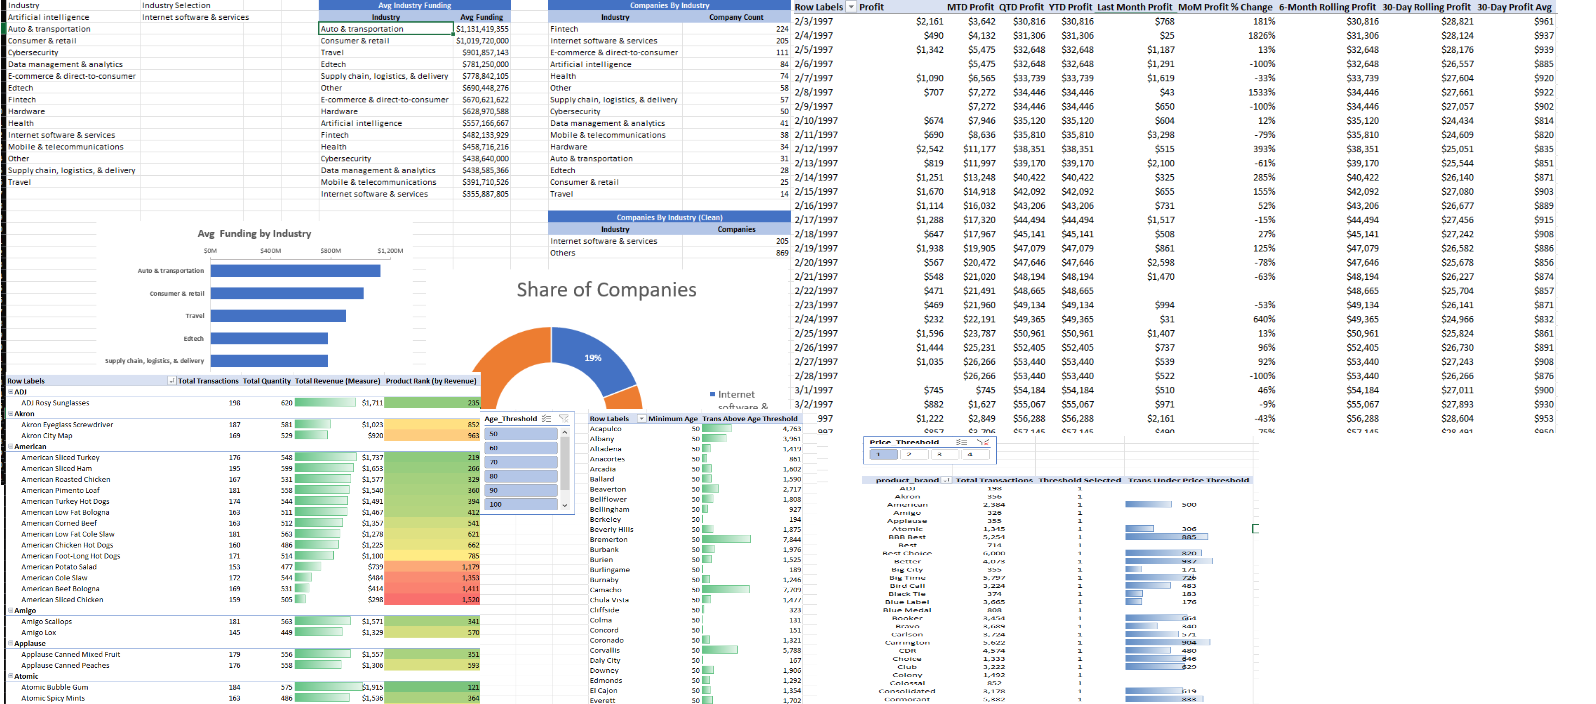 Industry Industry Selection
Artificial intelligence Internet software & services
Auto & transportation
Consumer & retail
Cybersecurity
Data management & analytics
E-commerce & direct-to-consumer
Edtech
Fintech
Hardware
Health
Internet software & services
Mobile & telecommunications
Other
Supply chain, logistics, & delivery
Travel
Avg Industry Funding
Industry Avg Funding
Auto & transportation $1,131,419,355
Consumer & retail $1,019,720,000
Travel $901,857,143
Edtech $781,250,000
Supply chain, logistics, & delivery $778,842,105
Other $690,448,276
E-commerce & direct-to-consumer $670,621,622
Hardware $628,970,588
Artificial intelligence $557,166,667
Fintech $482,133,929
Health $458,716,216
Cybersecurity $438,640,000
Data management & analytics $438,585,366
Mobile & telecommunications $391,710,526
Internet software & services $355,887,805
Companies By Industry
Industry Company Count
Fintech 224
Internet software & services 205
E-commerce & direct-to-consumer 111
Artificial intelligence 84
Health 74
Other 58
Supply chain, logistics, & delivery 57
Cybersecurity 50
Data management & analytics 41
Mobile & telecommunications 38
Hardware 34
Auto & transportation 31
Edtech 28
Consumer & retail 25
Travel 14
Companies By Industry (Clean)
Industry Companies
Internet software & services 205
Others 869
Avg Funding by Industry
$0M $400M $800M $1,200M
Auto & transportation
Consumer & retail
Travel
Edtech
Supply chain, logistics, & delivery
Share of Companies
19%
Internet
software &
Row Labels Profit MTD Profit QTD Profit YTD Profit Last Month Profit MoM Profit % Change 6-Month Rolling Profit 30-Day Rolling Profit 30-Day Profit Avg
2/3/1997 $2,161 $3,642 $30,816 $30,816 $768 181% $30,816 $28,821 $961
2/4/1997 $490 $4,132 $31,306 $31,306 $25 1826% $31,306 $28,124 $937
2/5/1997 $1,342 $5,475 $32,648 $32,648 $1,187 13% $32,648 $28,176 $939
2/6/1997 $5,475 $32,648 $32,648 $1,291 -100% $32,648 $26,557 $885
2/7/1997 $1,090 $6,565 $33,739 $33,739 $1,619 -33% $33,739 $27,604 $920
2/8/1997 $707 $7,272 $34,446 $34,446 $43 1533% $34,446 $27,661 $922
2/9/1997 $7,272 $34,446 $34,446 $650 -100% $34,446 $27,057 $902
2/10/1997 $674 $7,946 $35,120 $35,120 $604 12% $35,120 $24,434 $814
2/11/1997 $690 $8,636 $35,810 $35,810 $3,298 -79% $35,810 $24,609 $820
2/12/1997 $2,542 $11,177 $38,351 $38,351 $515 393% $38,351 $25,051 $835
2/13/1997 $819 $11,997 $39,170 $39,170 $2,100 -61% $39,170 $25,544 $851
2/14/1997 $1,251 $13,248 $40,422 $40,422 $325 285% $40,422 $26,140 $871
2/15/1997 $1,670 $14,918 $42,092 $42,092 $655 155% $42,092 $27,080 $903
2/16/1997 $1,114 $16,032 $43,206 $43,206 $731 52% $43,206 $26,677 $889
2/17/1997 $1,288 $17,320 $44,494 $44,494 $1,517 -15% $44,494 $27,456 $915
2/18/1997 $647 $17,967 $45,141 $45,141 $508 27% $45,141 $27,242 $908
2/19/1997 $1,938 $19,905 $47,079 $47,079 $861 125% $47,079 $26,582 $886
2/20/1997 $567 $20,472 $47,646 $47,646 $2,598 -78% $47,646 $25,678 $856
2/21/1997 $548 $21,020 $48,194 $48,194 $1,470 -63% $48,194 $26,227 $874
2/22/1997 $471 $21,491 $48,665 $48,665 $48,665 $25,704 $857
2/23/1997 $469 $21,960 $49,134 $49,134 $994 -53% $49,134 $26,141 $871
2/24/1997 $232 $22,191 $49,365 $49,365 $31 640% $49,365 $24,966 $832
2/25/1997 $1,596 $23,787 $50,961 $50,961 $1,407 13% $50,961 $25,824 $861
2/26/1997 $1,444 $25,231 $52,405 $52,405 $737 96% $52,405 $26,730 $891
2/27/1997 $1,035 $26,266 $53,440 $53,440 $539 92% $53,440 $27,243 $908
2/28/1997 $26,266 $53,440 $53,440 $522 -100% $53,440 $26,266 $876
3/1/1997 $745 $745 $54,184 $54,184 $510 46% $54,184 $27,011 $900
3/2/1997 $882 $1,627 $55,067 $55,067 $971 -9% $55,067 $27,893 $930
997 $1,222 $2,849 $56,288 $56,288 $2,161 -43% $56,288 $28,604 $953
Row Labels Total Transactions Total Quantity Total Revenue (Measure) Product Rank (by Revenue)
ADJ
ADJ Rosy Sunglasses 198 620 $1,711 235
Akron
Akron Eyeglass Screwdriver 187 581 $1,023 852
Akron City Map 169 529 $920 963
American
American Sliced Turkey 176 548 $1,737 219
American Sliced Ham 195 599 $1,653 266
American Roasted Chicken 167 531 $1,577 329
American Pimento Loaf 181 558 $1,540 360
American Turkey Hot Dogs 174 544 $1,491 394
American Low Fat Bologna 163 511 $1,467 412
American Corned Beef 163 512 $1,357 541
American Low Fat Cole Slaw 181 563 $1,278 621
American Chicken Hot Dogs 160 486 $1,225 662
American Foot-Long Hot Dogs 171 514 $1,100 785
American Potato Salad 153 477 $739 1,179
American Cole Slaw 172 544 $484 1,353
American Beef Bologna 169 531 $414 1,411
American Sliced Chicken 159 505 $298 1,520
Amigo
Amigo Scallops 181 563 $1,571 341
Amigo Lox 145 449 $1,329 570
Applause
Applause Canned Mixed Fruit 179 556 $1,557 351
Applause Canned Peaches 176 558 $1,306 593
Atomic
Atomic Bubble Gum 184 575 $1,915 121
Atomic Spicy Mints 163 486 $1,536 364
Age_Threshold
50
60
70
80
90
100
Row Labels Minimum Age Trans Above Age Threshold
Acapulco 50 4,763
Albany 50 3,961
Altadena 50 1,419
Anacortes 50 861
Arcadia 50 1,602
Ballard 50 1,590
Beaverton 50 2,717
Bellflower 50 1,808
Bellingham 50 927
Berkeley 50 194
Beverly Hills 50 1,875
Bremerton 50 7,844
Burbank 50 1,976
Burien 50 1,525
Burlingame 50 189
Burnaby 50 1,246
Camacho 50 7,709
Chula Vista 50 1,477
Cliffside 50 323
Colma 50 131
Concord 50 151
Coronado 50 1,321
Corvallis 50 5,788
Daly City 50 167
Downey 50 1,906
Edmonds 50 1,292
El Cajon 50 1,354
Everett 50 1,702
Price_Threshold
1 2 3 4
product_brand Total Transactions Threshold Selected Trans Under Price Threshold
ADJ 198 1
Akron 356 1
American 2,384 1 500
Amigo 326 1
Applause 355 1
Atomic 1,345 1 306
BBB Best 5,254 1 885
Best 214 1
Best Choice 6,000 1 820
Better 4,073 1 937
Big City 355 1 171
Big Time 5,797 1 726
Bird Call 3,224 1 483
Black Tie 374 1 183
Blue Label 3,665 1 176
Blue Medal 808 1
Booker 3,454 1 664
Bravo 3,689 1 340
Carlson 3,724 1 571
Carrington 5,622 1 904
CDR 4,574 1 480
Choice 1,333 1 646
Club 3,222 1 629
Colony 1,492 1
Colossal 852 1
Consolidated 3,178 1 619
Cormorant 5,382 1 833